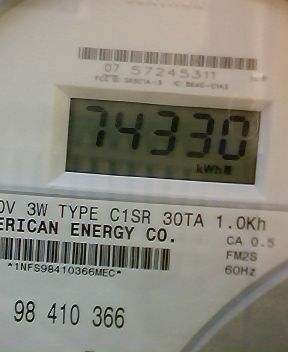 07 57245311
74330
kWh
0V 3W TYPE C1SR 30TA 1.0Kh
ERICAN ENERGY CO.
CA 0.5
*1NFS98410366MEC*
FM2S
60Hz
98 410 366